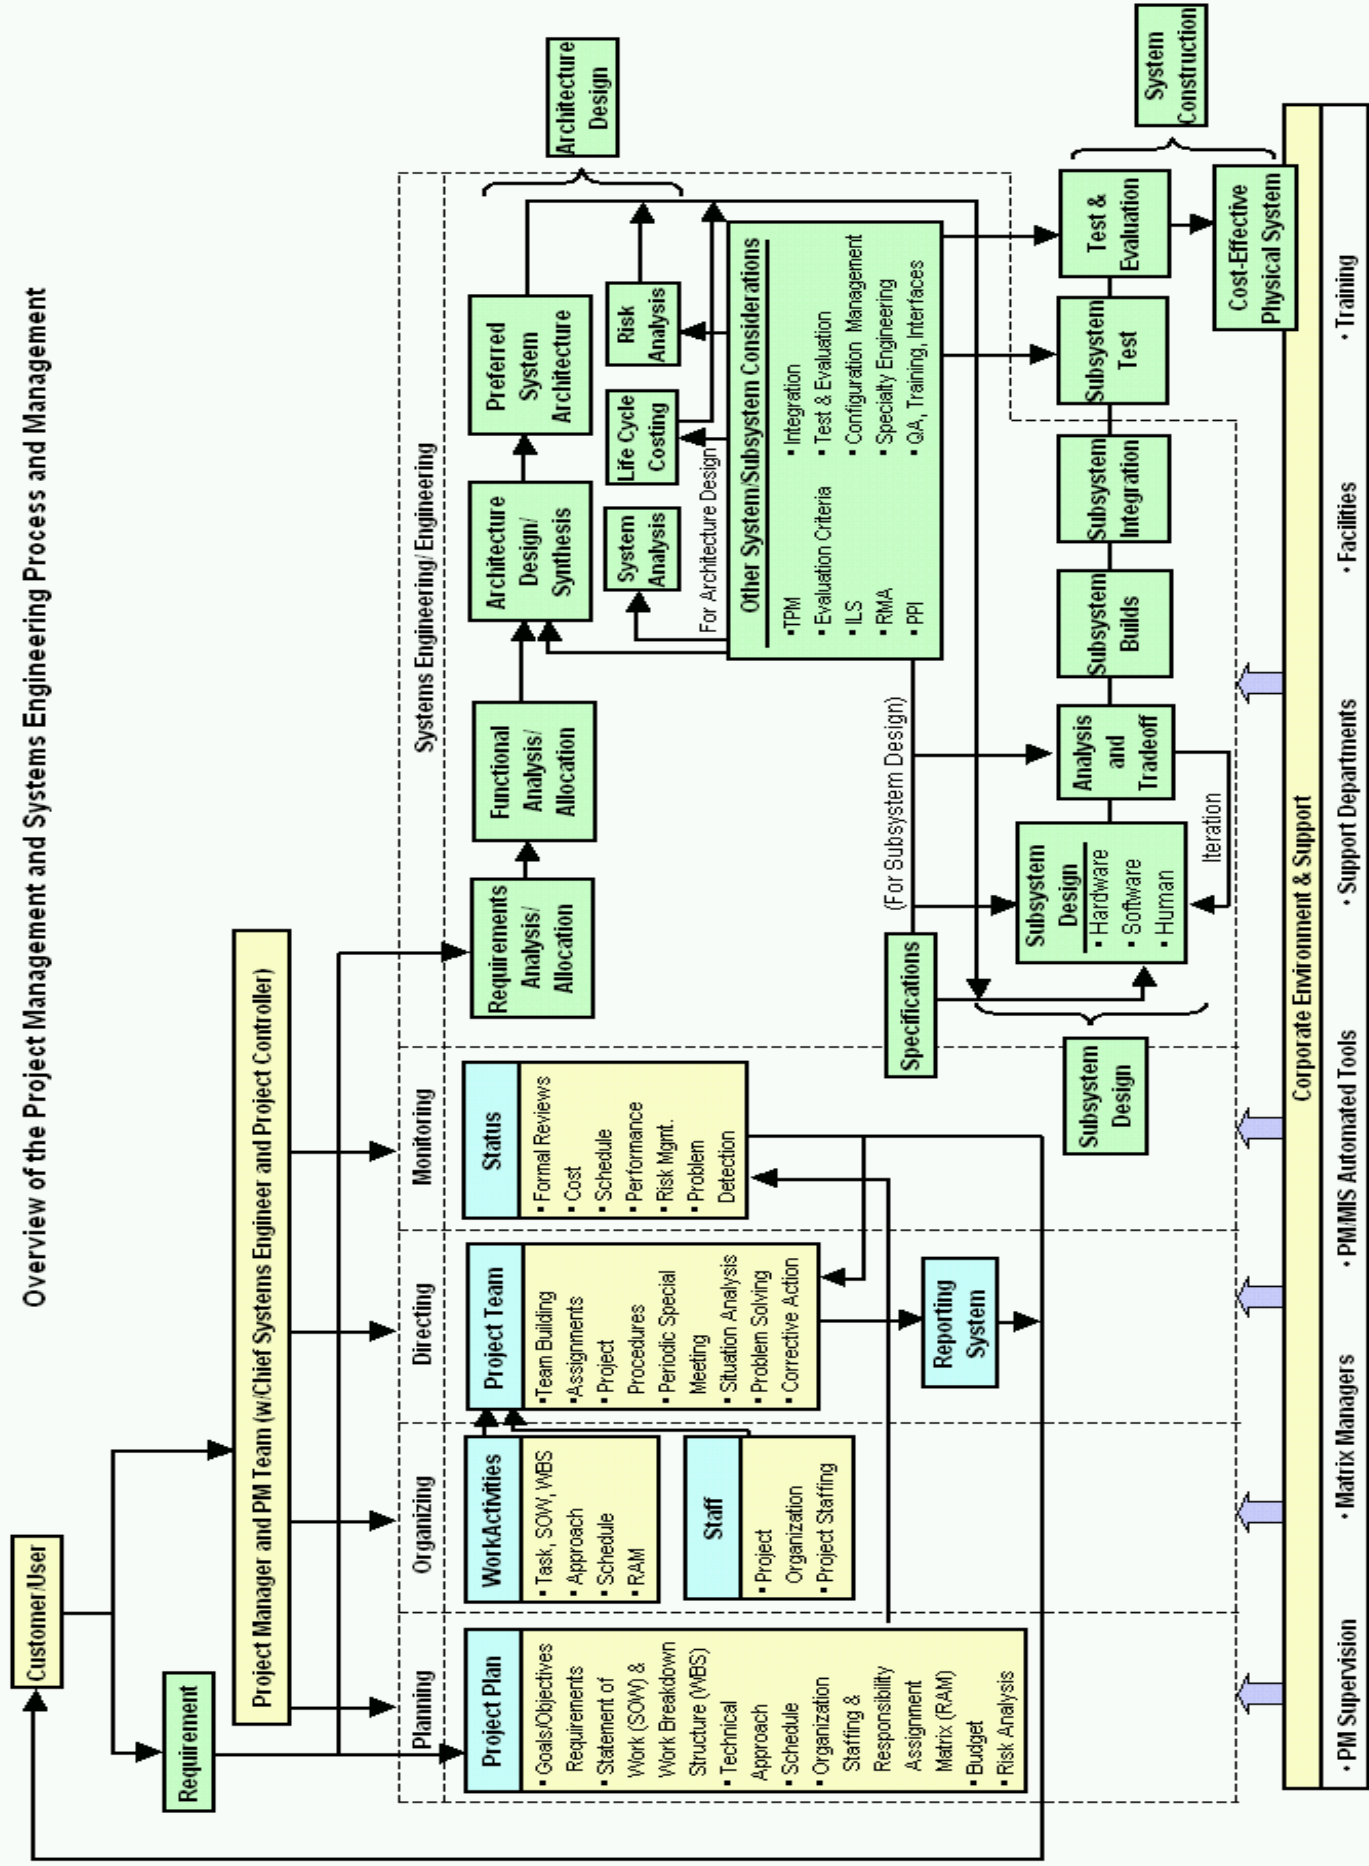 Overview of the Project Management and Systems Engineering Process and Management
Customer/User
Requirement
Project Manager and PM Team (w/Chief Systems Engineer and Project Controller)
Planning
Organizing
Directing
Monitoring
Systems Engineering/ Engineering
Project Plan
▪ Goals/Objectives
Requirements
▪ Statement of
Work (SOW) &
Work Breakdown
Structure (WBS)
▪ Technical
Approach
▪ Schedule
▪ Organization
Staffing &
Responsibility
Assignment
Matrix (RAM)
▪ Budget
▪ Risk Analysis
WorkActivities
▪ Task, SOW, WBS
▪ Approach
▪ Schedule
▪ RAM
Staff
▪ Project
Organization
▪ Project Staffing
Project Team
▪ Team Building
▪ Assignments
▪ Project
Procedures
▪ Periodic Special
Meeting
▪ Situation Analysis
▪ Problem Solving
▪ Corrective Action
Reporting
System
Status
▪ Formal Reviews
▪ Cost
▪ Schedule
▪ Performance
▪ Risk Mgmt.
▪ Problem
Detection
Requirements
Analysis/
Allocation
Functional
Analysis/
Allocation
Architecture
Design/
Synthesis
Preferred
System
Architecture
Architecture
Design
System
Analysis
Life Cycle
Costing
Risk
Analysis
For Architecture Design
Other System/Subsystem Considerations
▪ TPM
▪ Evaluation Criteria
▪ ILS
▪ RMA
▪ PPI
▪ Integration
▪ Test & Evaluation
▪ Configuration Management
▪ Specialty Engineering
▪ QA, Training, Interfaces
Specifications
(For Subsystem Design)
Subsystem
Design
Subsystem
Design
▪ Hardware
▪ Software
▪ Human
Analysis
and
Tradeoff
Iteration
Subsystem
Builds
Subsystem
Integration
Subsystem
Test
Test &
Evaluation
Cost-Effective
Physical System
System
Construction
Corporate Environment & Support
• PM Supervision
• Matrix Managers
• PM/MIS Automated Tools
• Support Departments
• Facilities
• Training